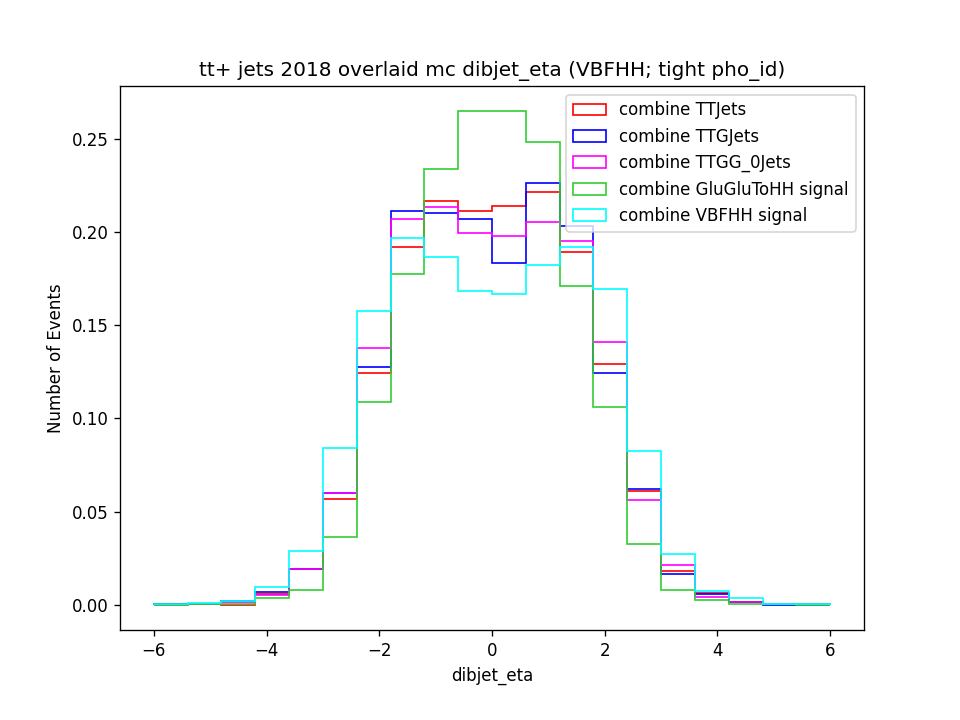 tt+ jets 2018 overlaid mc dibjet_eta (VBFHH; tight pho_id)
combine TTJets
combine TTGJets
combine TTGG_0Jets
combine GluGluToHH signal
combine VBFHH signal
Number of Events
0.25
0.20
0.15
0.10
0.05
0.00
−6 −4 −2 0 2 4 6
dibjet_eta